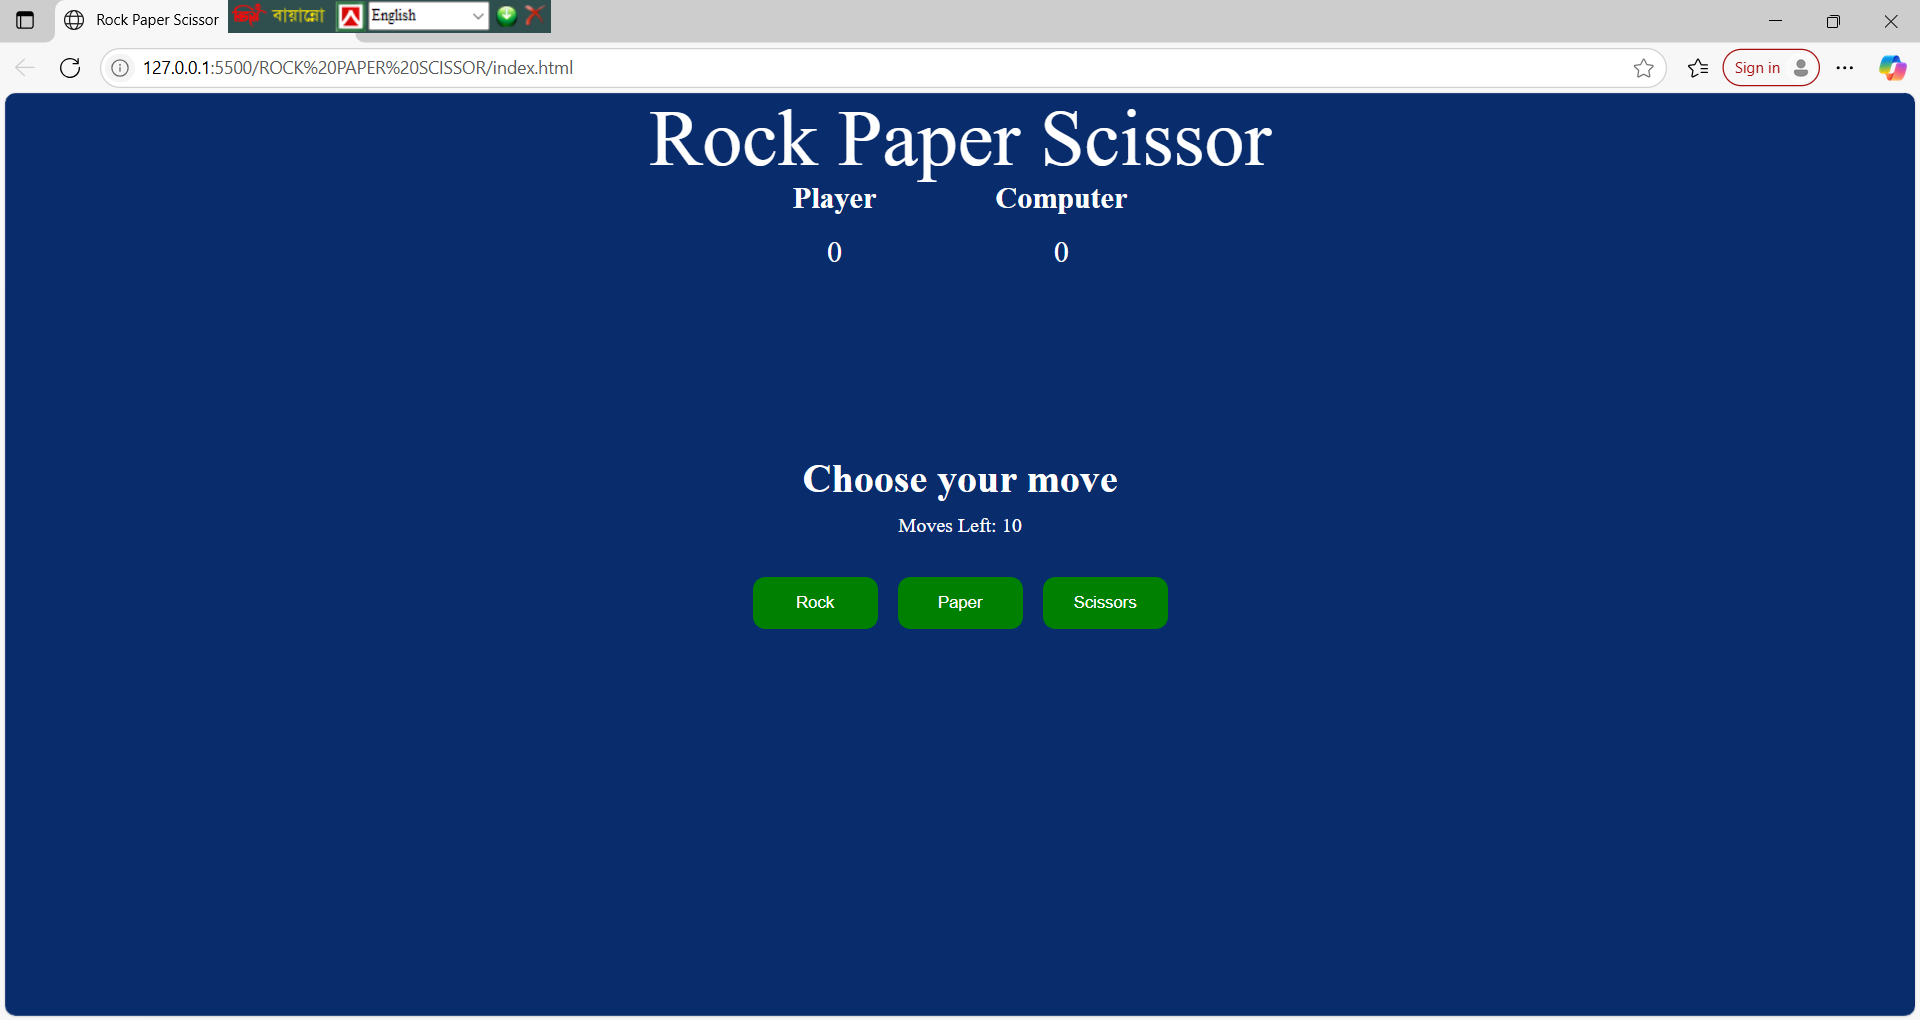 Rock Paper Scissor
বায়ান্নো
English
127.0.0.1:5500/ROCK%20PAPER%20SCISSOR/index.html
Sign in
Rock Paper Scissor
Player Computer
0 0
Choose your move
Moves Left: 10
Rock Paper Scissors